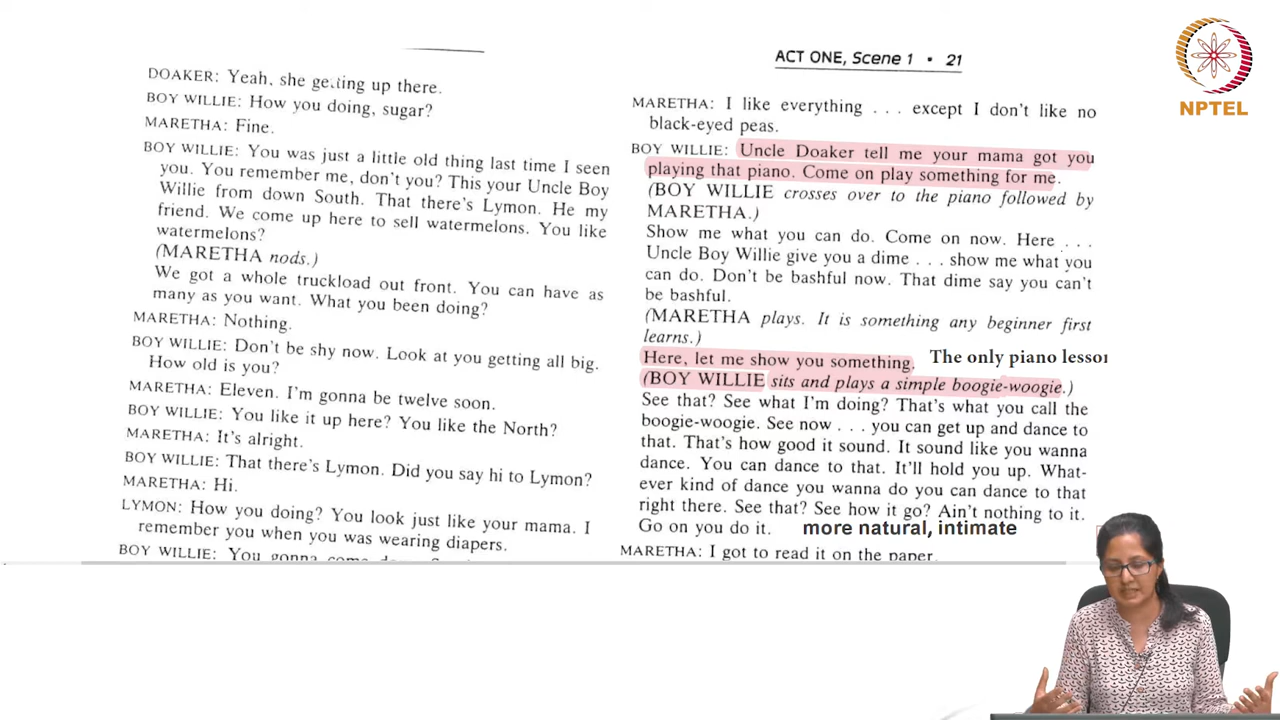 DOAKER: Yeah, she getting up there.
BOY WILLIE: How you doing, sugar?
MARETHA: Fine.
BOY WILLIE: You was just a little old thing last time I seen
you. You remember me, don't you? This your Uncle Boy
Willie from down South. That there's Lymon. He my
friend. We come up here to sell watermelons. You like
watermelons?
(MARETHA nods.)
We got a whole truckload out front. You can have as
many as you want. What you been doing?
MARETHA: Nothing.
BOY WILLIE: Don't be shy now. Look at you getting all big.
How old is you?
MARETHA: Eleven. I'm gonna be twelve soon.
BOY WILLIE: You like it up here? You like the North?
MARETHA: It's alright.
BOY WILLIE: That there's Lymon. Did you say hi to Lymon?
MARETHA: Hi.
LYMON: How you doing? You look just like your mama. I
remember you when you was wearing diapers.
BOY WILLIE: You gonna come
ACT ONE, Scene 1 • 21
MARETHA: I like everything . . . except I don't like no
black-eyed peas.
BOY WILLIE: Uncle Doaker tell me your mama got you
playing that piano. Come on play something for me.
(BOY WILLIE crosses over to the piano followed by
MARETHA.)
Show me what you can do. Come on now. Here . . .
Uncle Boy Willie give you a dime . . . show me what you
can do. Don't be bashful now. That dime say you can't
be bashful.
(MARETHA plays. It is something any beginner first
learns.)
Here, let me show you something.
The only piano lesson
(BOY WILLIE sits and plays a simple boogie-woogie.)
See that? See what I'm doing? That's what you call the
boogie-woogie. See now . . . you can get up and dance to
that. That's how good it sound. It sound like you wanna
dance. You can dance to that. It'll hold you up. What-
ever kind of dance you wanna do you can dance to that
right there. See that? See how it go? Ain't nothing to it.
Go on you do it.
more natural, intimate
MARETHA: I got to read it on the paper.
NPTEL